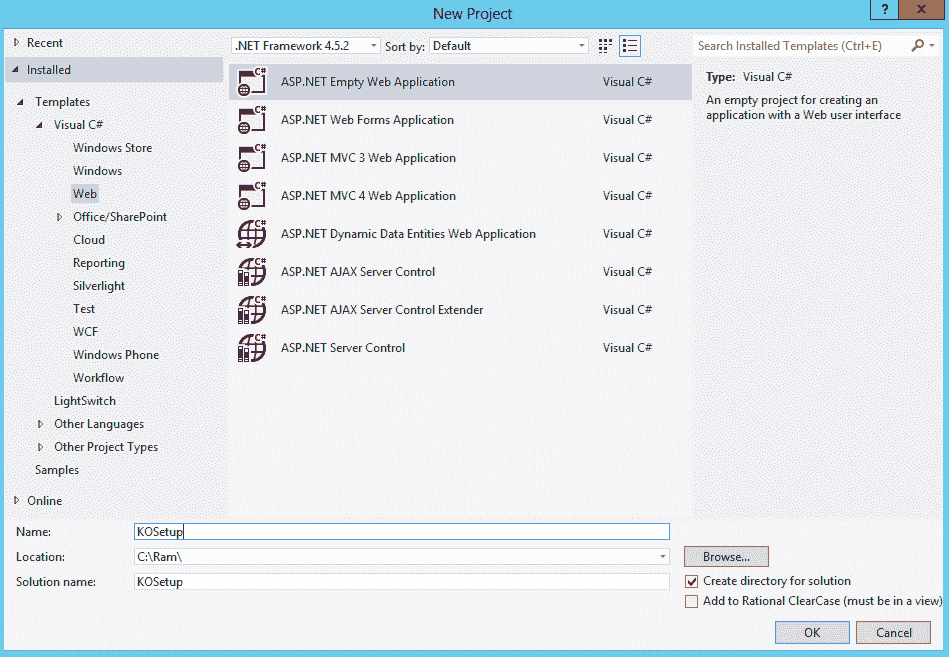 New Project
?
x
Recent
.NET Framework 4.5.2
Sort by: Default
Search Installed Templates (Ctrl+E)
Installed
Templates
Visual C#
Windows Store
Windows
Web
Office/SharePoint
Cloud
Reporting
Silverlight
Test
WCF
Windows Phone
Workflow
LightSwitch
Other Languages
Other Project Types
Samples
Online
C# ASP.NET Empty Web Application Visual C#
C# ASP.NET Web Forms Application Visual C#
C# ASP.NET MVC 3 Web Application Visual C#
C# ASP.NET MVC 4 Web Application Visual C#
C# ASP.NET Dynamic Data Entities Web Application Visual C#
C# ASP.NET AJAX Server Control Visual C#
C# ASP.NET AJAX Server Control Extender Visual C#
C# ASP.NET Server Control Visual C#
Type: Visual C#
An empty project for creating an
application with a Web user interface
Name: KOSetup
Location: C:\Ram\ Browse...
Solution name: KOSetup
Create directory for solution
Add to Rational ClearCase (must be in a view)
OK Cancel